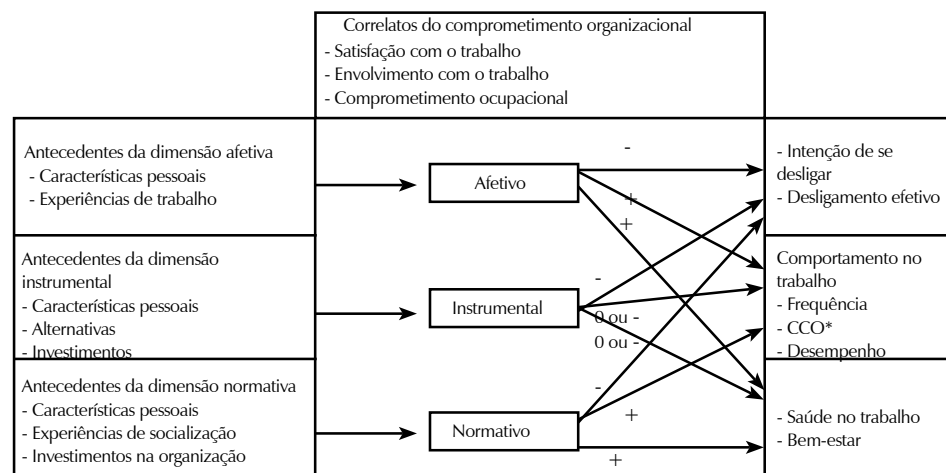 Correlatos do comprometimento organizacional
- Satisfação com o trabalho
- Envolvimento com o trabalho
- Comprometimento ocupacional
Antecedentes da dimensão afetiva
- Características pessoais
- Experiências de trabalho
Afetivo
-
+
+
- Intenção de se
desligar
- Desligamento efetivo
Antecedentes da dimensão
instrumental
- Características pessoais
- Alternativas
- Investimentos
Instrumental
-
0 ou -
0 ou -
Comportamento no
trabalho
- Frequência
- CCO*
- Desempenho
Antecedentes da dimensão normativa
- Características pessoais
- Experiências de socialização
- Investimentos na organização
Normativo
-
+
+
- Saúde no trabalho
- Bem-estar